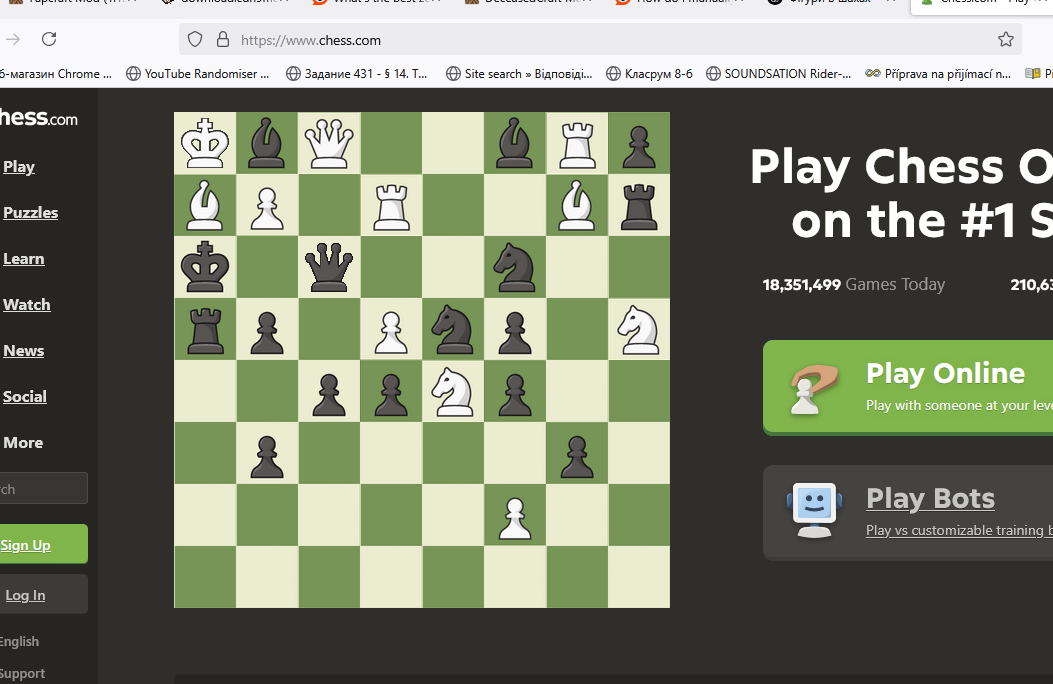 https://www.chess.com
б-магазин Chrome ...
YouTube Randomiser ...
Задание 431 - § 14. Т...
Site search » Відповіді...
Класрум 8-б
SOUNDSATION Rider-...
Příprava na přijímací n...
hess.com
Play
Puzzles
Learn
Watch
News
Social
More
rch
Sign Up
Log In
English
Support
Play Chess O
on the #1 S
18,351,499 Games Today
210,63
Play Online
Play with someone at your leve
Play Bots
Play vs customizable training b